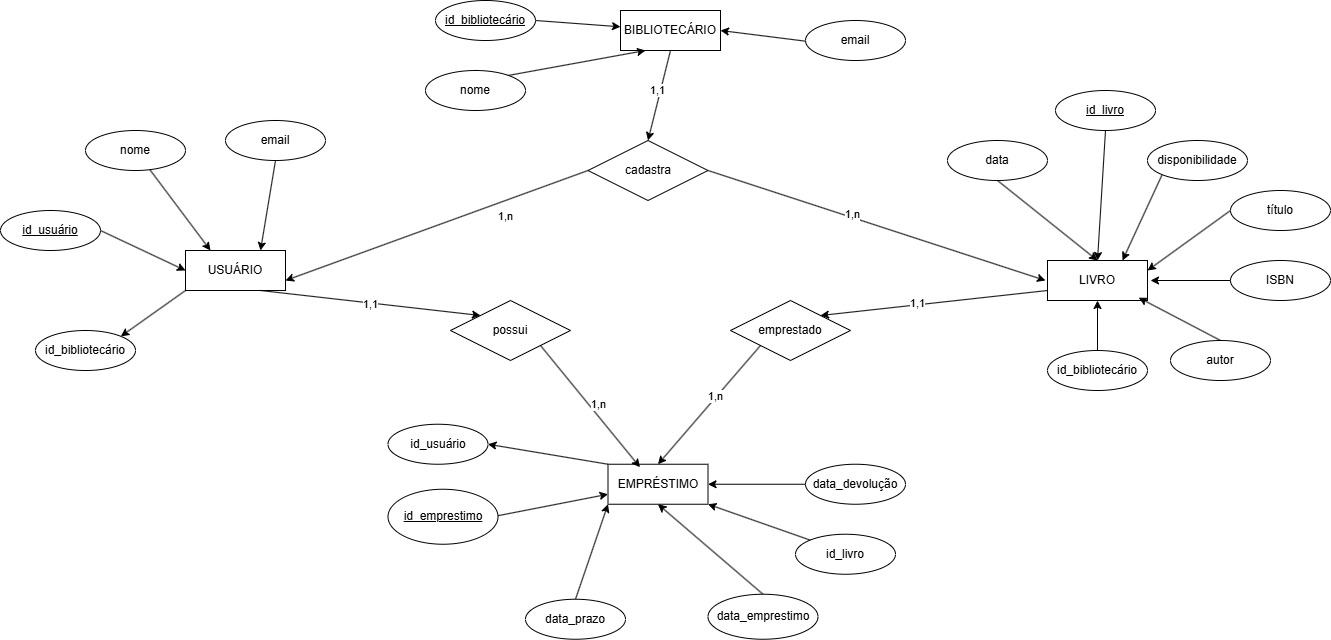 id_bibliotecário
BIBLIOTECÁRIO
email
nome
1,1
id_livro
nome
email
cadastra
data
disponibilidade
1,n
1,n
título
id_usuário
USUÁRIO
LIVRO
ISBN
1,1
possui
emprestado
1,1
id_bibliotecário
id_bibliotecário
autor
1,n
1,n
id_usuário
EMPRÉSTIMO
data_devolução
id_emprestimo
id_livro
data_prazo
data_emprestimo